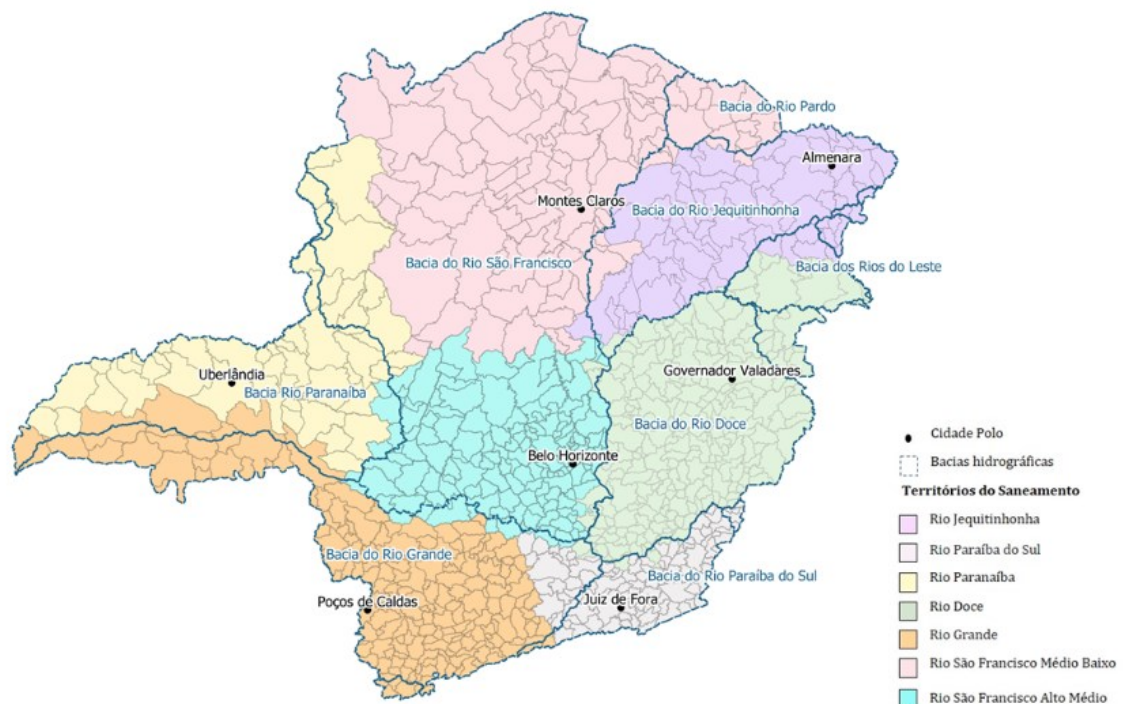 Bacia do Rio Pardo
Almenara
Montes Claros
Bacia do Rio Jequitinhonha
Bacia do Rio São Francisco
Bacia dos Rios do Leste
Uberlândia
Governador Valadares
Bacia Rio Paranaíba
Bacia do Rio Doce
Belo Horizonte
Bacia do Rio Grande
Bacia do Rio Paraíba do Sul
Poços de Caldas
Juiz de Fora
Cidade Polo
Bacias hidrográficas
Territórios do Saneamento
Rio Jequitinhonha
Rio Paraíba do Sul
Rio Paranaíba
Rio Doce
Rio Grande
Rio São Francisco Médio Baixo
Rio São Francisco Alto Médio